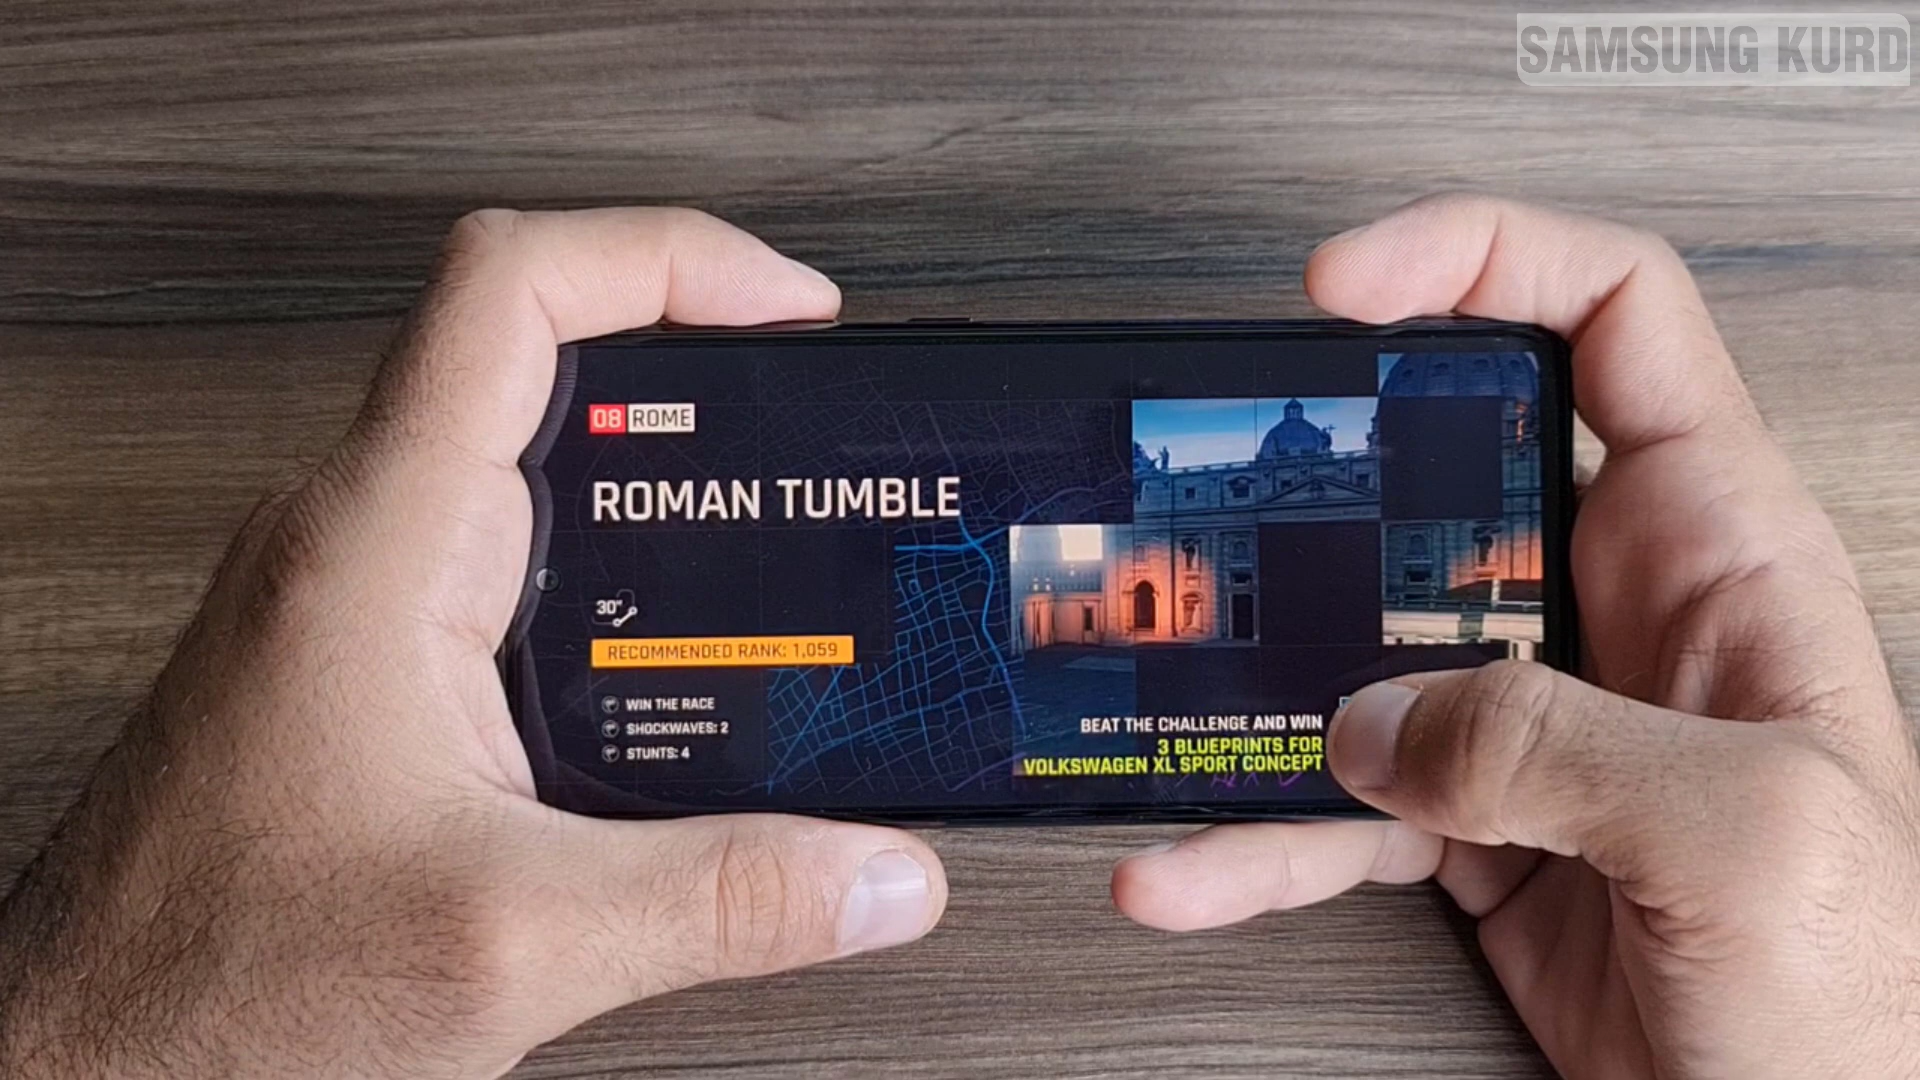 SAMSUNG KURD
08 ROME
ROMAN TUMBLE
30"
RECOMMENDED RANK: 1,059
WIN THE RACE
SHOCKWAVES: 2
STUNTS: 4
BEAT THE CHALLENGE AND WIN
3 BLUEPRINTS FOR
VOLKSWAGEN XL SPORT CONCEPT